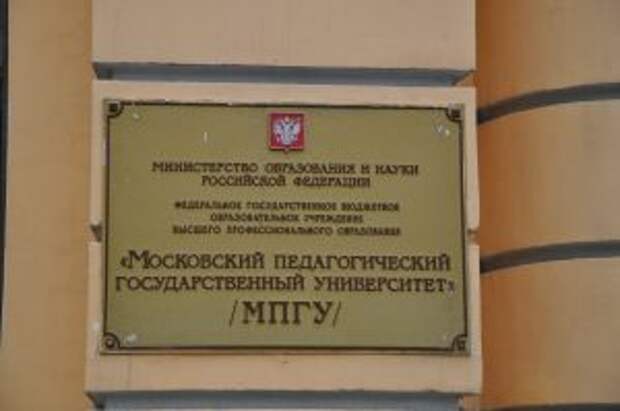 МИНИСТЕРСТВО ОБРАЗОВАНИЯ И НАУКИ
РОССИЙСКОЙ ФЕДЕРАЦИИ
ФЕДЕРАЛЬНОЕ ГОСУДАРСТВЕННОЕ БЮДЖЕТНОЕ
ОБРАЗОВАТЕЛЬНОЕ УЧРЕЖДЕНИЕ
ВЫСШЕГО ПРОФЕССИОНАЛЬНОГО ОБРАЗОВАНИЯ
«МОСКОВСКИЙ ПЕДАГОГИЧЕСКИЙ
ГОСУДАРСТВЕННЫЙ УНИВЕРСИТЕТ»
/МПГУ/